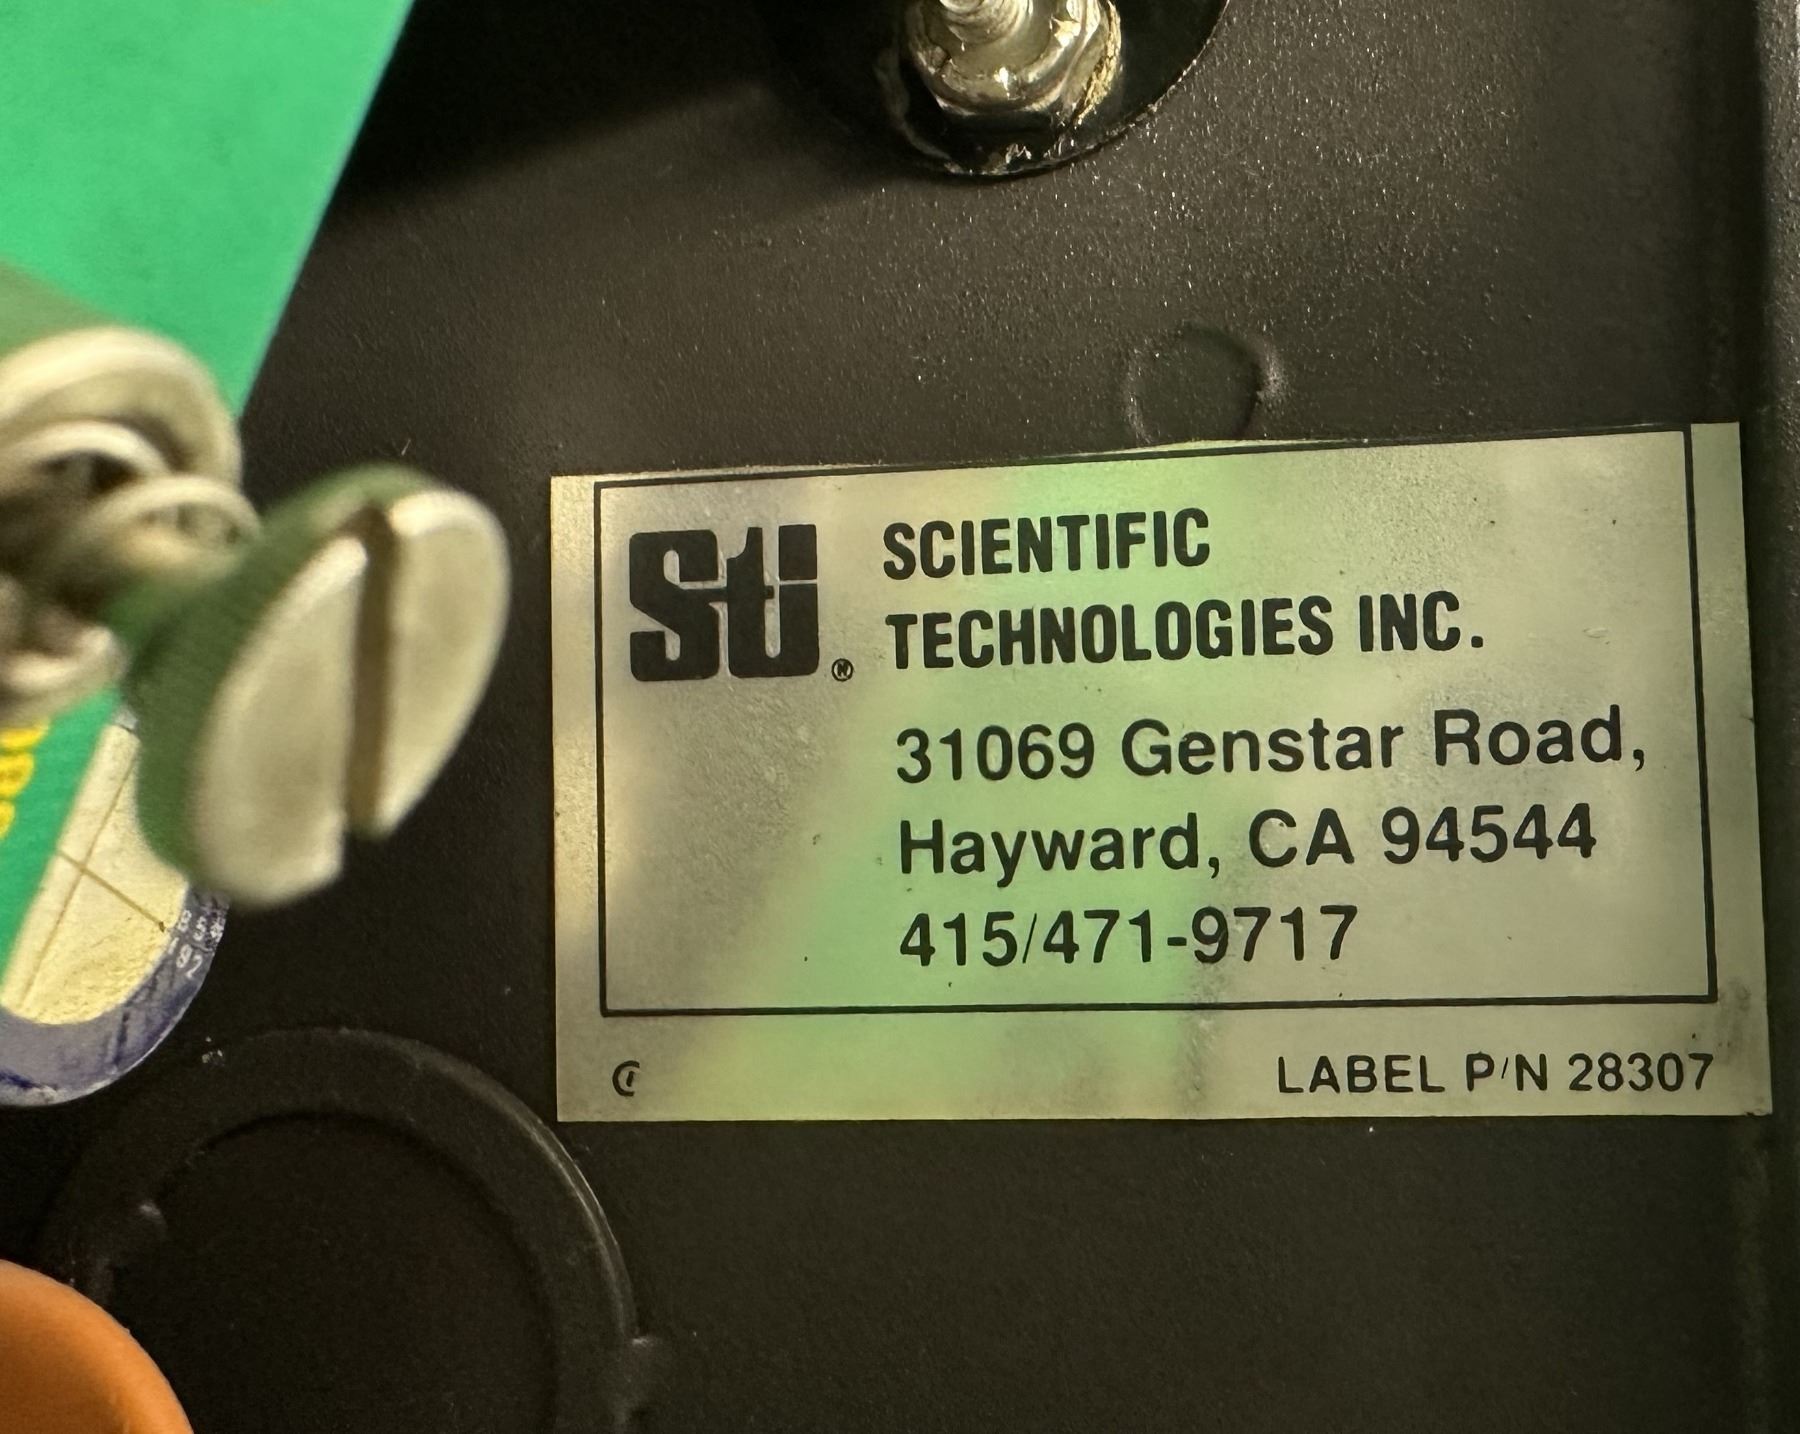 Sti® SCIENTIFIC
TECHNOLOGIES INC.
31069 Genstar Road,
Hayward, CA 94544
415/471-9717
LABEL P/N 28307